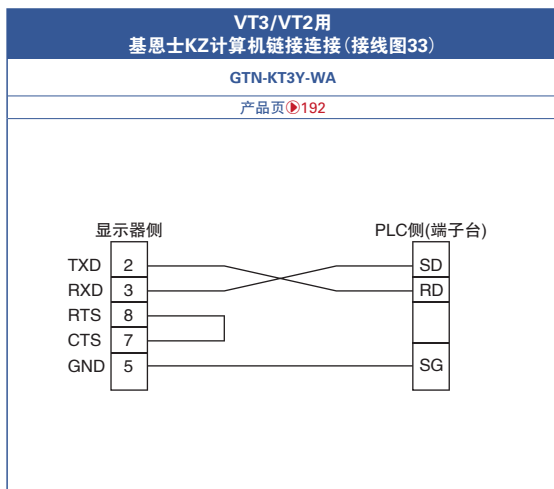 VT3/VT2用
基恩士KZ计算机链接连接(接线图33)
GTN-KT3Y-WA
产品页192
显示器侧 PLC侧(端子台)
TXD 2 SD
RXD 3 RD
RTS 8
CTS 7
GND 5 SG